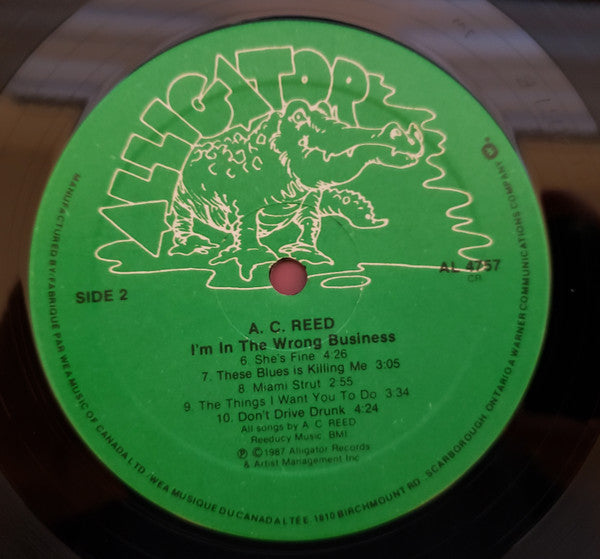 ALLIGATOR
®
AL 4757
CR
SIDE 2
A. C. REED
I'm In The Wrong Business
6. She's Fine 4:26
7. These Blues is Killing Me 3:05
8. Miami Strut 2:55
9. The Things I Want You To Do 3.34
10. Don't Drive Drunk 4:24
All songs by A C REED
Reeducy Music BMI
℗ ©1987 Alligator Records
& Artist Management Inc
MANUFACTURED BY/FABRIQUE PAR WEA MUSIC OF CANADA LTD./WEA MUSIQUE DU CANADA LTÉE. 1810 BIRCHMOUNT RD. SCARBOROUGH, ONTARIO A WARNER COMMUNICATIONS COMPANY